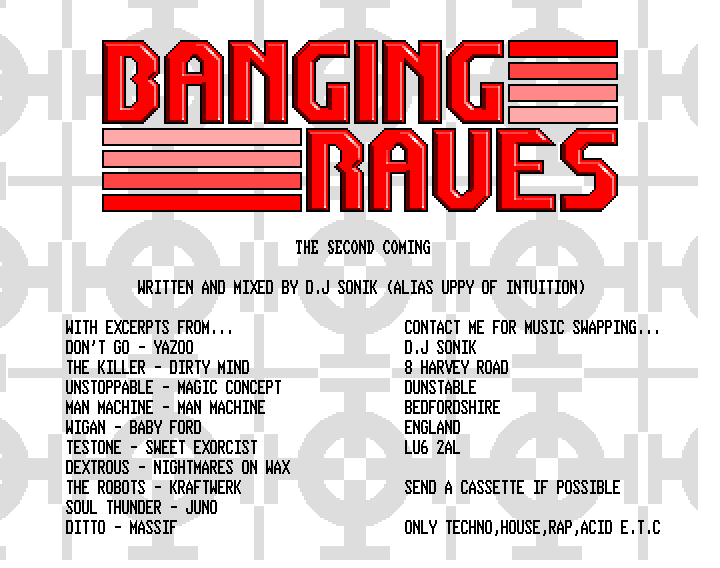 BANGING
RAVES
THE SECOND COMING
WRITTEN AND MIXED BY D.J SONIK (ALIAS UPPY OF INTUITION)
WITH EXCERPTS FROM...
DON'T GO - YAZOO
THE KILLER - DIRTY MIND
UNSTOPPABLE - MAGIC CONCEPT
MAN MACHINE - MAN MACHINE
WIGAN - BABY FORD
TESTONE - SWEET EXORCIST
DEXTROUS - NIGHTMARES ON WAX
THE ROBOTS - KRAFTWERK
SOUL THUNDER - JUNO
DITTO - MASSIF
CONTACT ME FOR MUSIC SWAPPING...
D.J SONIK
8 HARVEY ROAD
DUNSTABLE
BEDFORDSHIRE
ENGLAND
LU6 2AL
SEND A CASSETTE IF POSSIBLE
ONLY TECHNO,HOUSE,RAP,ACID E.T.C